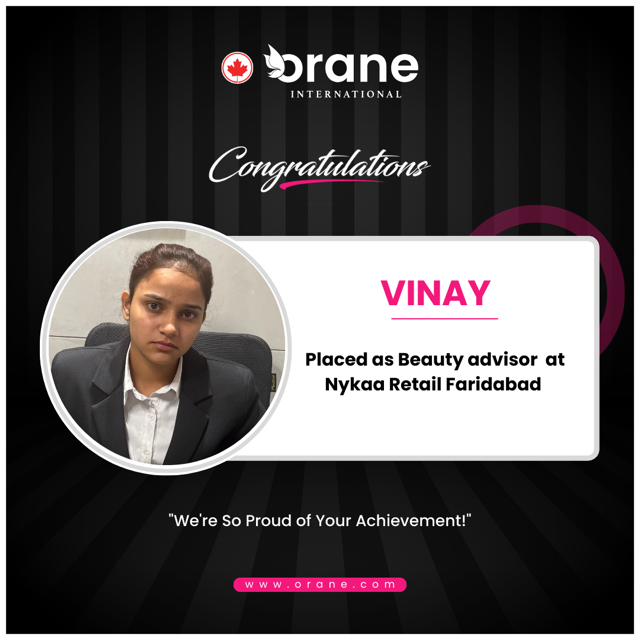 orane
INTERNATIONAL
Congratulations
VINAY
Placed as Beauty advisor at
Nykaa Retail Faridabad
"We're So Proud of Your Achievement!"
www.orane.com